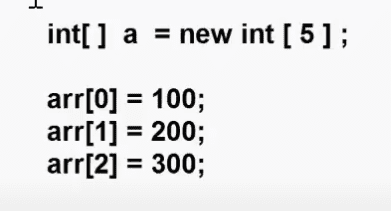 int[ ] a = new int [ 5 ] ;
arr[0] = 100;
arr[1] = 200;
arr[2] = 300;